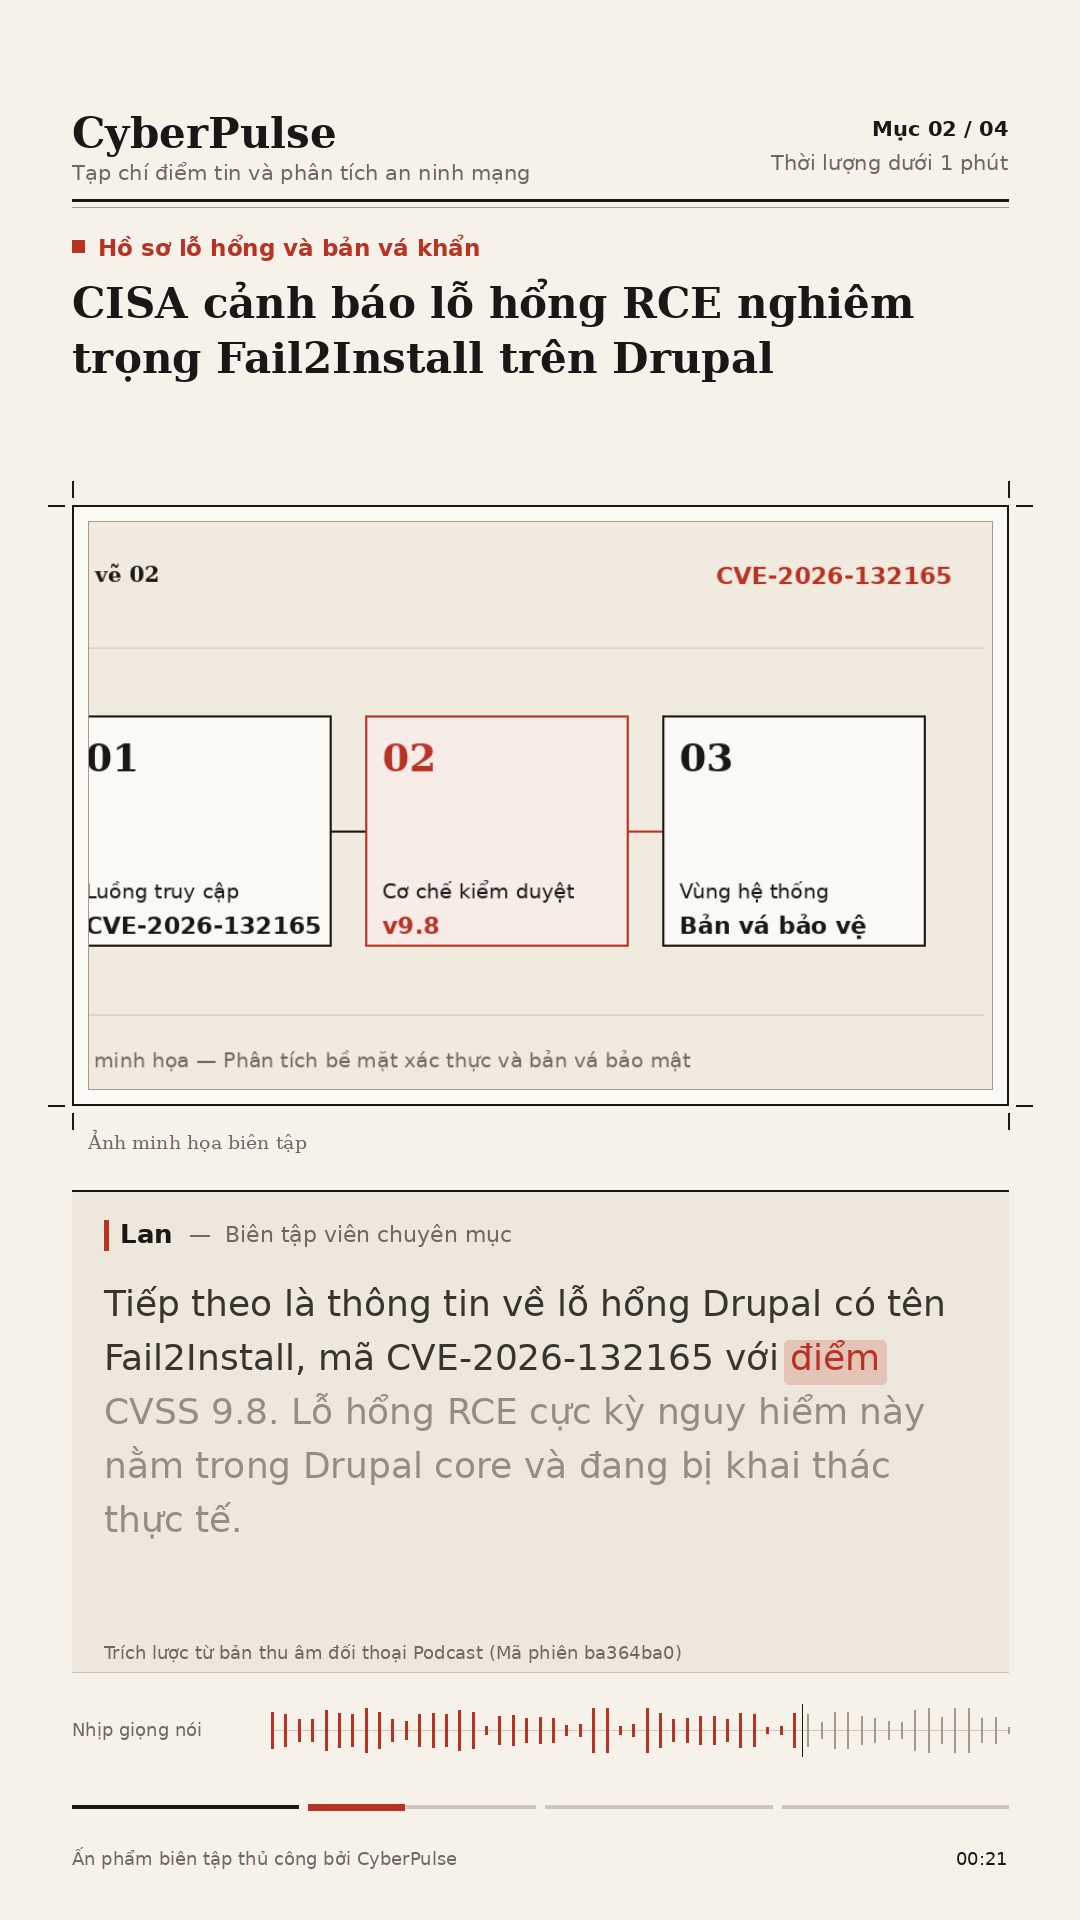 CyberPulse
Tạp chí điểm tin và phân tích an ninh mạng
Mục 02 / 04
Thời lượng dưới 1 phút
Hồ sơ lỗ hổng và bản vá khẩn
CISA cảnh báo lỗ hổng RCE nghiêm
trọng Fail2Install trên Drupal
vẽ 02
CVE-2026-132165
01
Luồng truy cập
CVE-2026-132165
02
Cơ chế kiểm duyệt
v9.8
03
Vùng hệ thống
Bản vá bảo vệ
minh họa — Phân tích bề mặt xác thực và bản vá bảo mật
Ảnh minh họa biên tập
Lan — Biên tập viên chuyên mục
Tiếp theo là thông tin về lỗ hổng Drupal có tên
Fail2Install, mã CVE-2026-132165 với điểm
CVSS 9.8. Lỗ hổng RCE cực kỳ nguy hiểm này
nằm trong Drupal core và đang bị khai thác
thực tế.
Trích lược từ bản thu âm đối thoại Podcast (Mã phiên ba364ba0)
Nhịp giọng nói
Ấn phẩm biên tập thủ công bởi CyberPulse
00:21